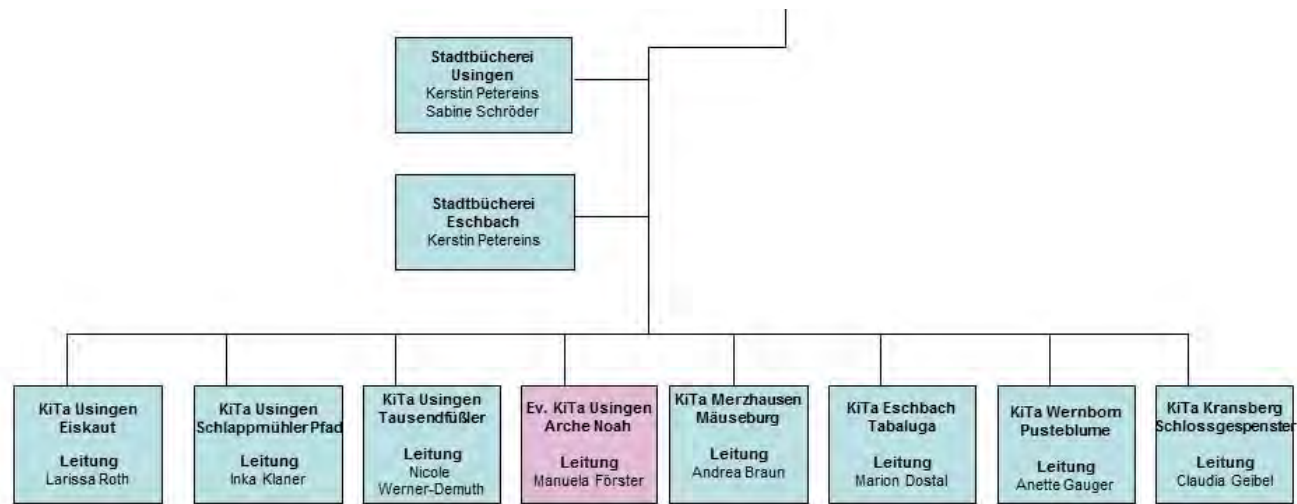 Stadtbücherei
Usingen
Kerstin Petereins
Sabine Schröder
Stadtbücherei
Eschbach
Kerstin Petereins
KiTa Usingen
Eiskaut
Leitung
Larissa Roth
KiTa Usingen
Schlappmühler Pfad
Leitung
Inka Klaner
KiTa Usingen
Tausendfüßler
Leitung
Nicole
Werner-Demuth
Ev. KiTa Usingen
Arche Noah
Leitung
Manuela Förster
KiTa Merzhausen
Mäuseburg
Leitung
Andrea Braun
KiTa Eschbach
Tabaluga
Leitung
Marion Dostal
KiTa Wernborn
Pusteblume
Leitung
Anette Gauger
KiTa Kransberg
Schlossgespenster
Leitung
Claudia Geibel